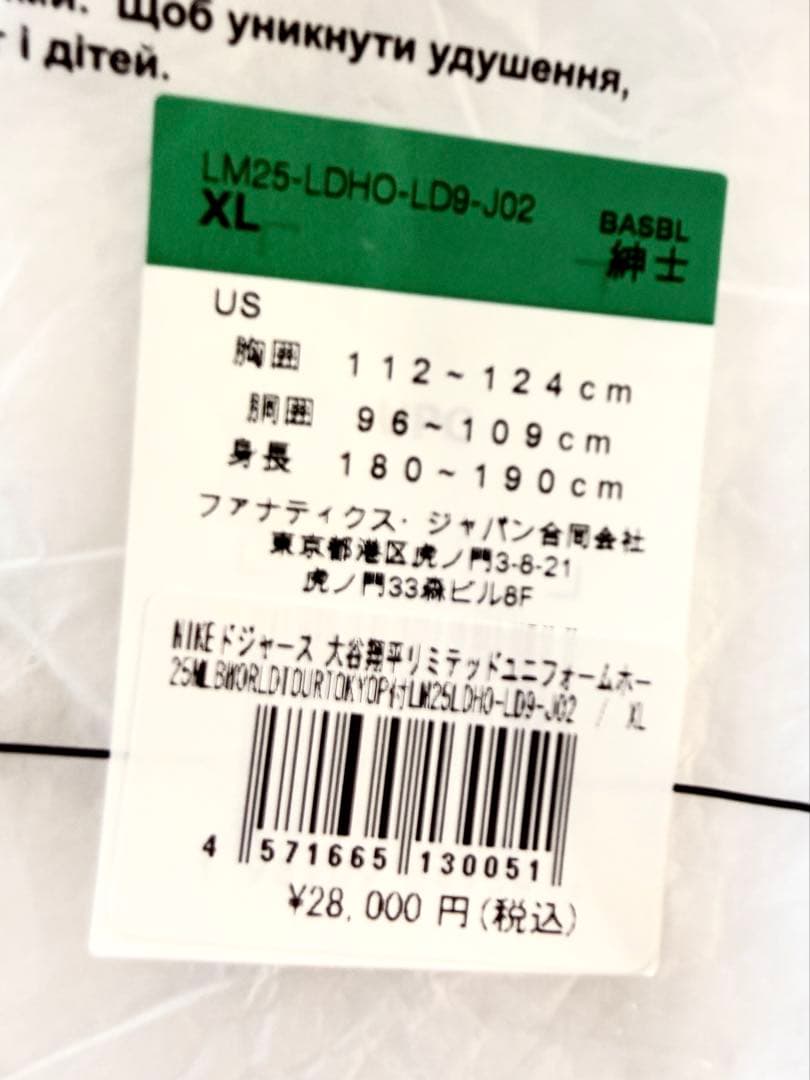 Щоб уникнути удушення,
і дітей.
LM25-LDHO-LD9-J02
XL
BASBL
紳士
US
胸囲 112~124cm
胴囲 96~109cm
身長 180~190cm
ファナティクス・ジャパン合同会社
東京都港区虎ノ門3-8-21
虎ノ門33森ビル8F
NIKEドジャース 大谷翔平リミテッドユニフォームホー
25MLBWORLDTOURTOKYOP付LM25LDHO-LD9-J02 / XL
4 571665 130051
¥28,000 円(税込)